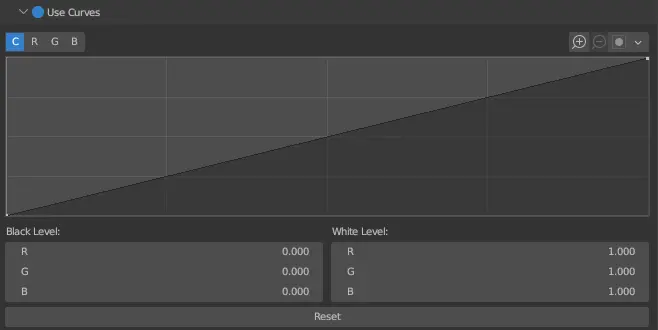 Use Curves
C R G B
Black Level: White Level:
R 0.000 R 1.000
G 0.000 G 1.000
B 0.000 B 1.000
Reset